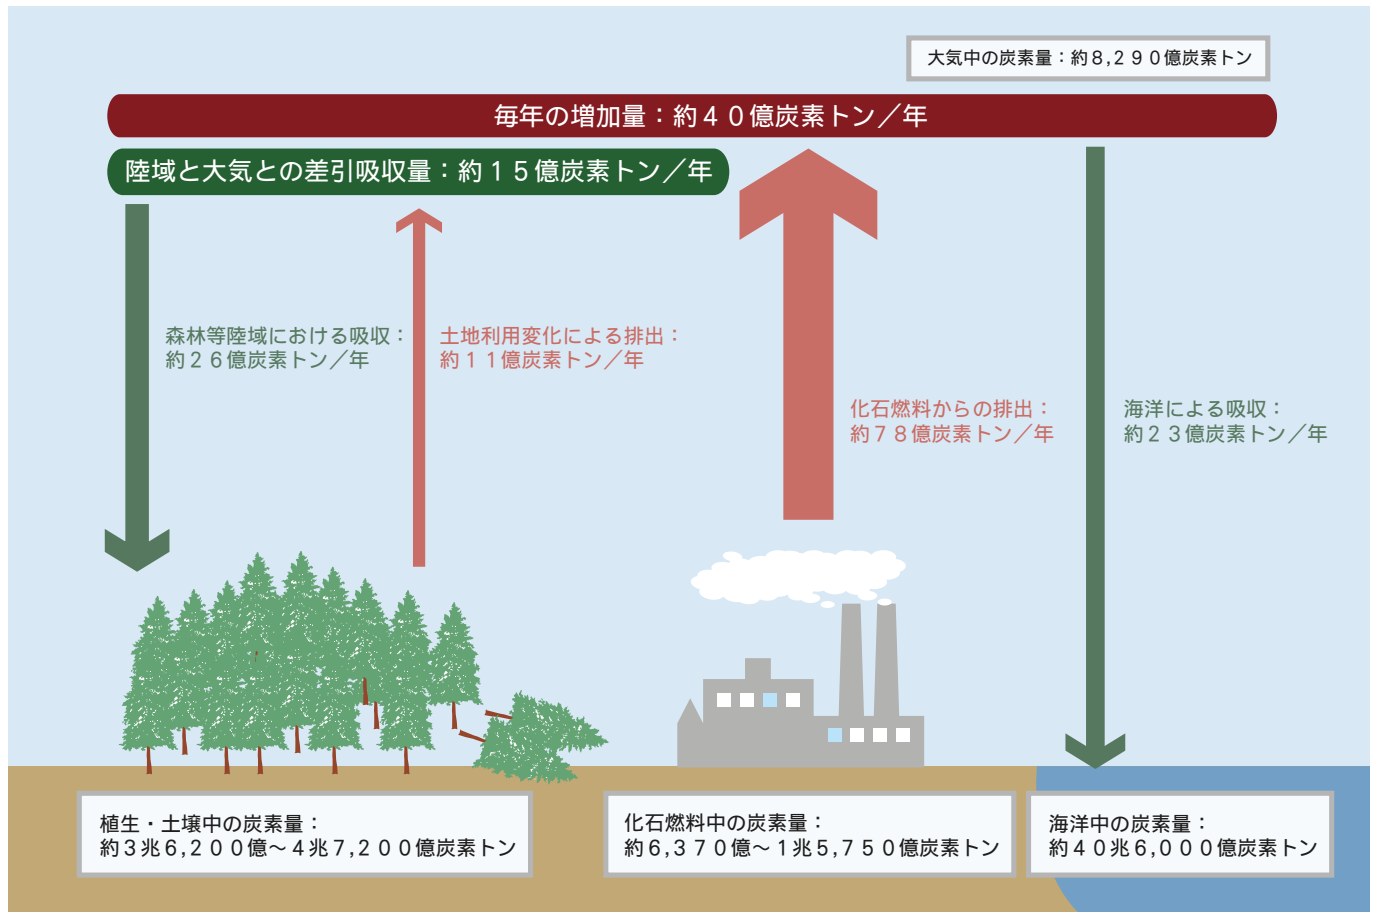 大気中の炭素量：約８,２９０億炭素トン
毎年の増加量：約４０億炭素トン／年
陸域と大気との差引吸収量：約１５億炭素トン／年
森林等陸域における吸収：
約２６億炭素トン／年
土地利用変化による排出：
約１１億炭素トン／年
化石燃料からの排出：
約７８億炭素トン／年
海洋による吸収：
約２３億炭素トン／年
植生・土壌中の炭素量：
約３兆６,２００億～４兆７,２００億炭素トン
化石燃料中の炭素量：
約６,３７０億～１兆５,７５０億炭素トン
海洋中の炭素量：
約４０兆６,０００億炭素トン